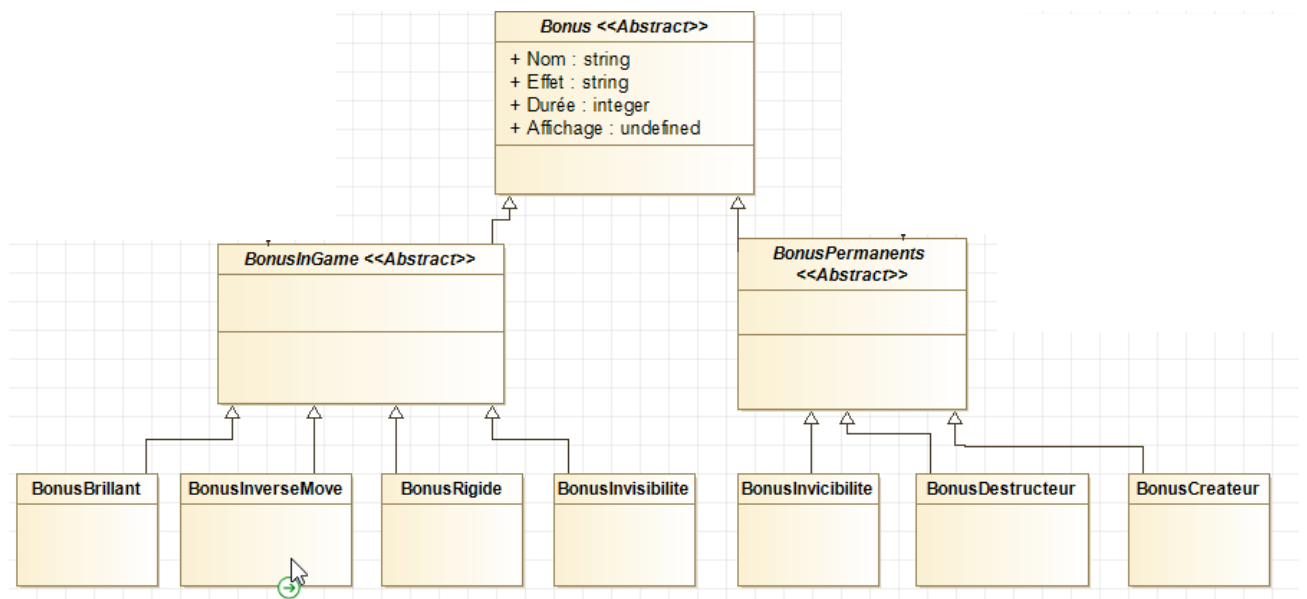 Bonus <<Abstract>>
+ Nom : string
+ Effet : string
+ Durée : integer
+ Affichage : undefined
BonusInGame <<Abstract>>
BonusPermanents
<<Abstract>>
BonusBrillant
BonusInverseMove
BonusRigide
BonusInvisibilite
BonusInvicibilite
BonusDestructeur
BonusCreateur